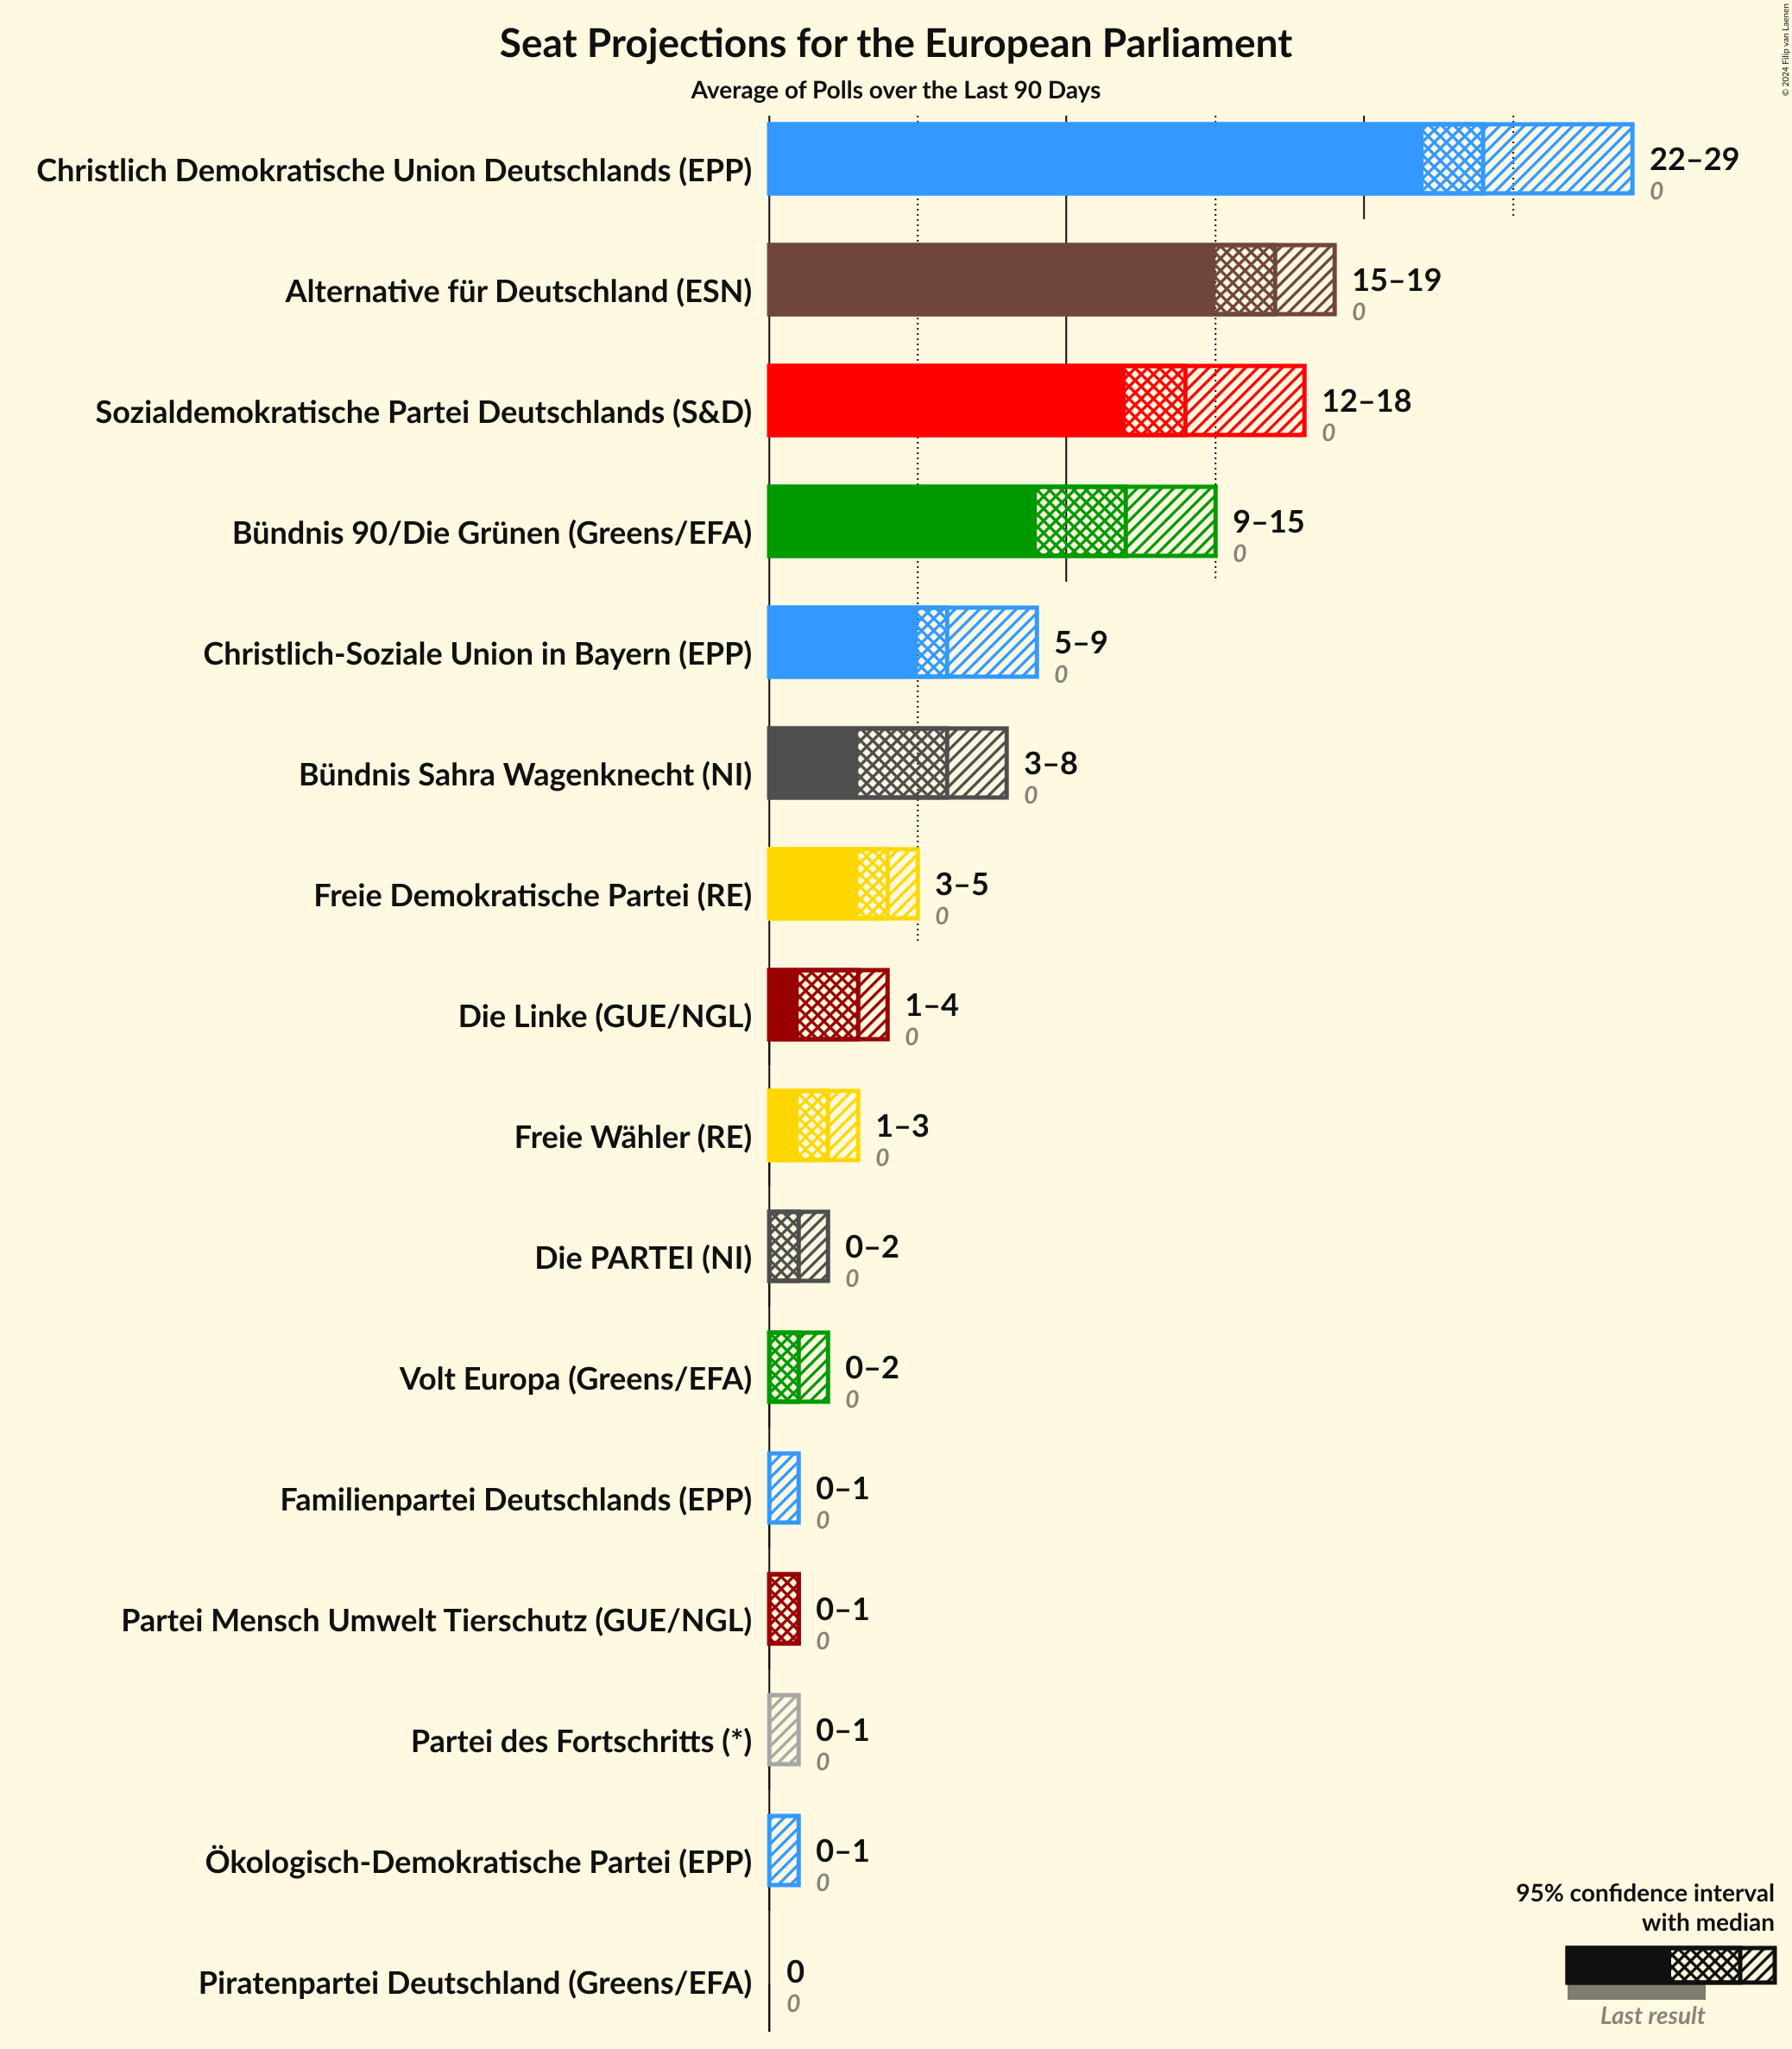 Seat Projections for the European Parliament
Average of Polls over the Last 90 Days
© 2024 Filip van Laenen
Christlich Demokratische Union Deutschlands (EPP)
22–29
0
Alternative für Deutschland (ESN)
15–19
0
Sozialdemokratische Partei Deutschlands (S&D)
12–18
0
Bündnis 90/Die Grünen (Greens/EFA)
9–15
0
Christlich-Soziale Union in Bayern (EPP)
5–9
0
Bündnis Sahra Wagenknecht (NI)
3–8
0
Freie Demokratische Partei (RE)
3–5
0
Die Linke (GUE/NGL)
1–4
0
Freie Wähler (RE)
1–3
0
Die PARTEI (NI)
0–2
0
Volt Europa (Greens/EFA)
0–2
0
Familienpartei Deutschlands (EPP)
0–1
0
Partei Mensch Umwelt Tierschutz (GUE/NGL)
0–1
0
Partei des Fortschritts (*)
0–1
0
Ökologisch-Demokratische Partei (EPP)
0–1
0
Piratenpartei Deutschland (Greens/EFA)
0
0
95% confidence interval
with median
Last result